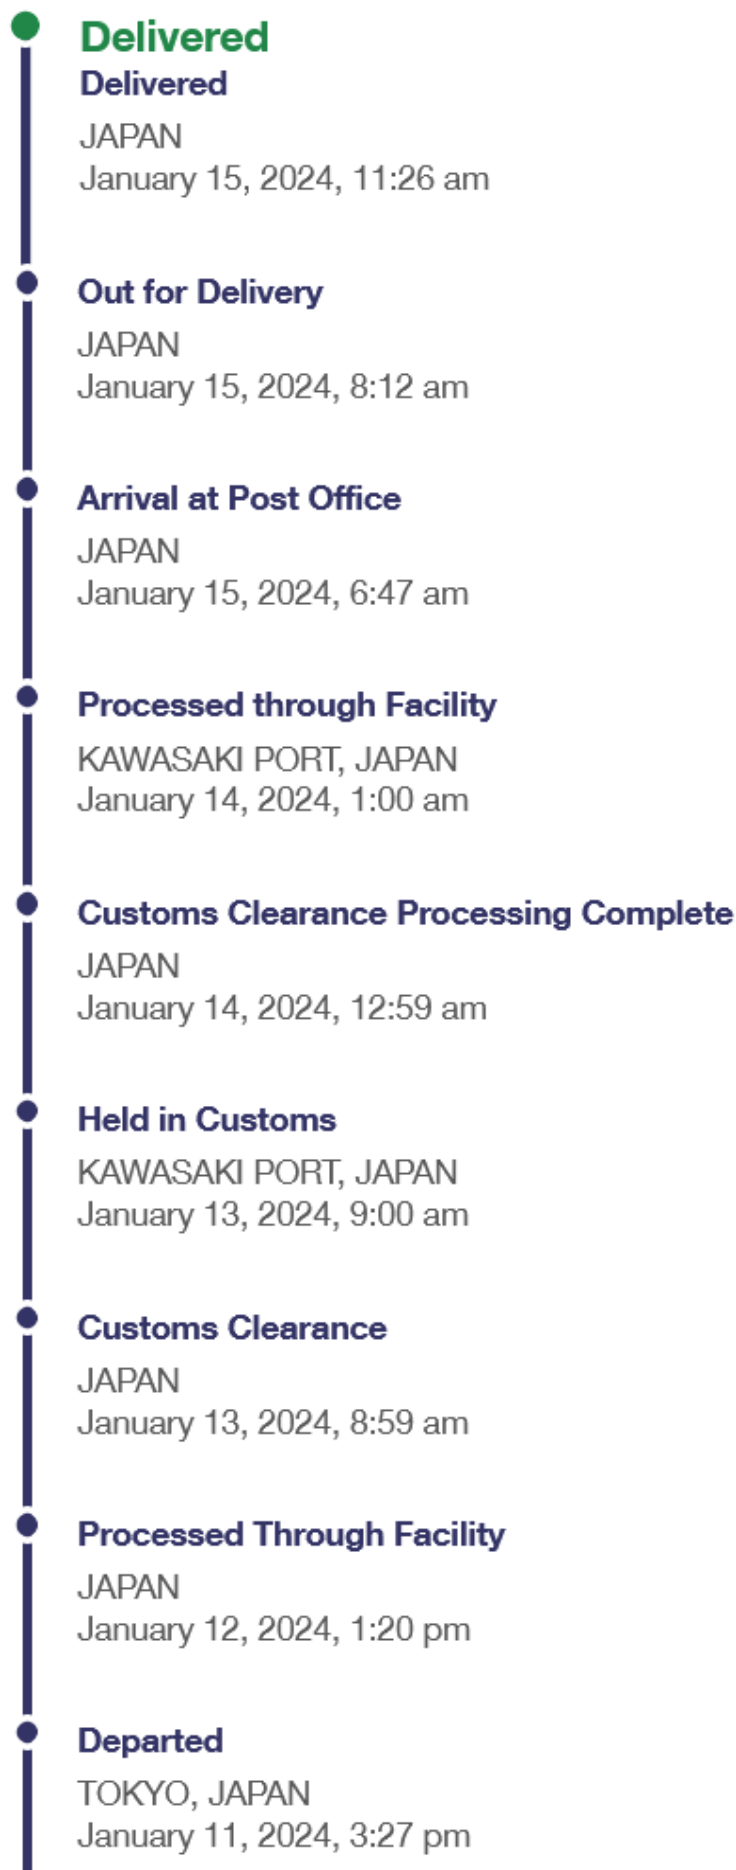 Delivered
Delivered
JAPAN
January 15, 2024, 11:26 am
Out for Delivery
JAPAN
January 15, 2024, 8:12 am
Arrival at Post Office
JAPAN
January 15, 2024, 6:47 am
Processed through Facility
KAWASAKI PORT, JAPAN
January 14, 2024, 1:00 am
Customs Clearance Processing Complete
JAPAN
January 14, 2024, 12:59 am
Held in Customs
KAWASAKI PORT, JAPAN
January 13, 2024, 9:00 am
Customs Clearance
JAPAN
January 13, 2024, 8:59 am
Processed Through Facility
JAPAN
January 12, 2024, 1:20 pm
Departed
TOKYO, JAPAN
January 11, 2024, 3:27 pm